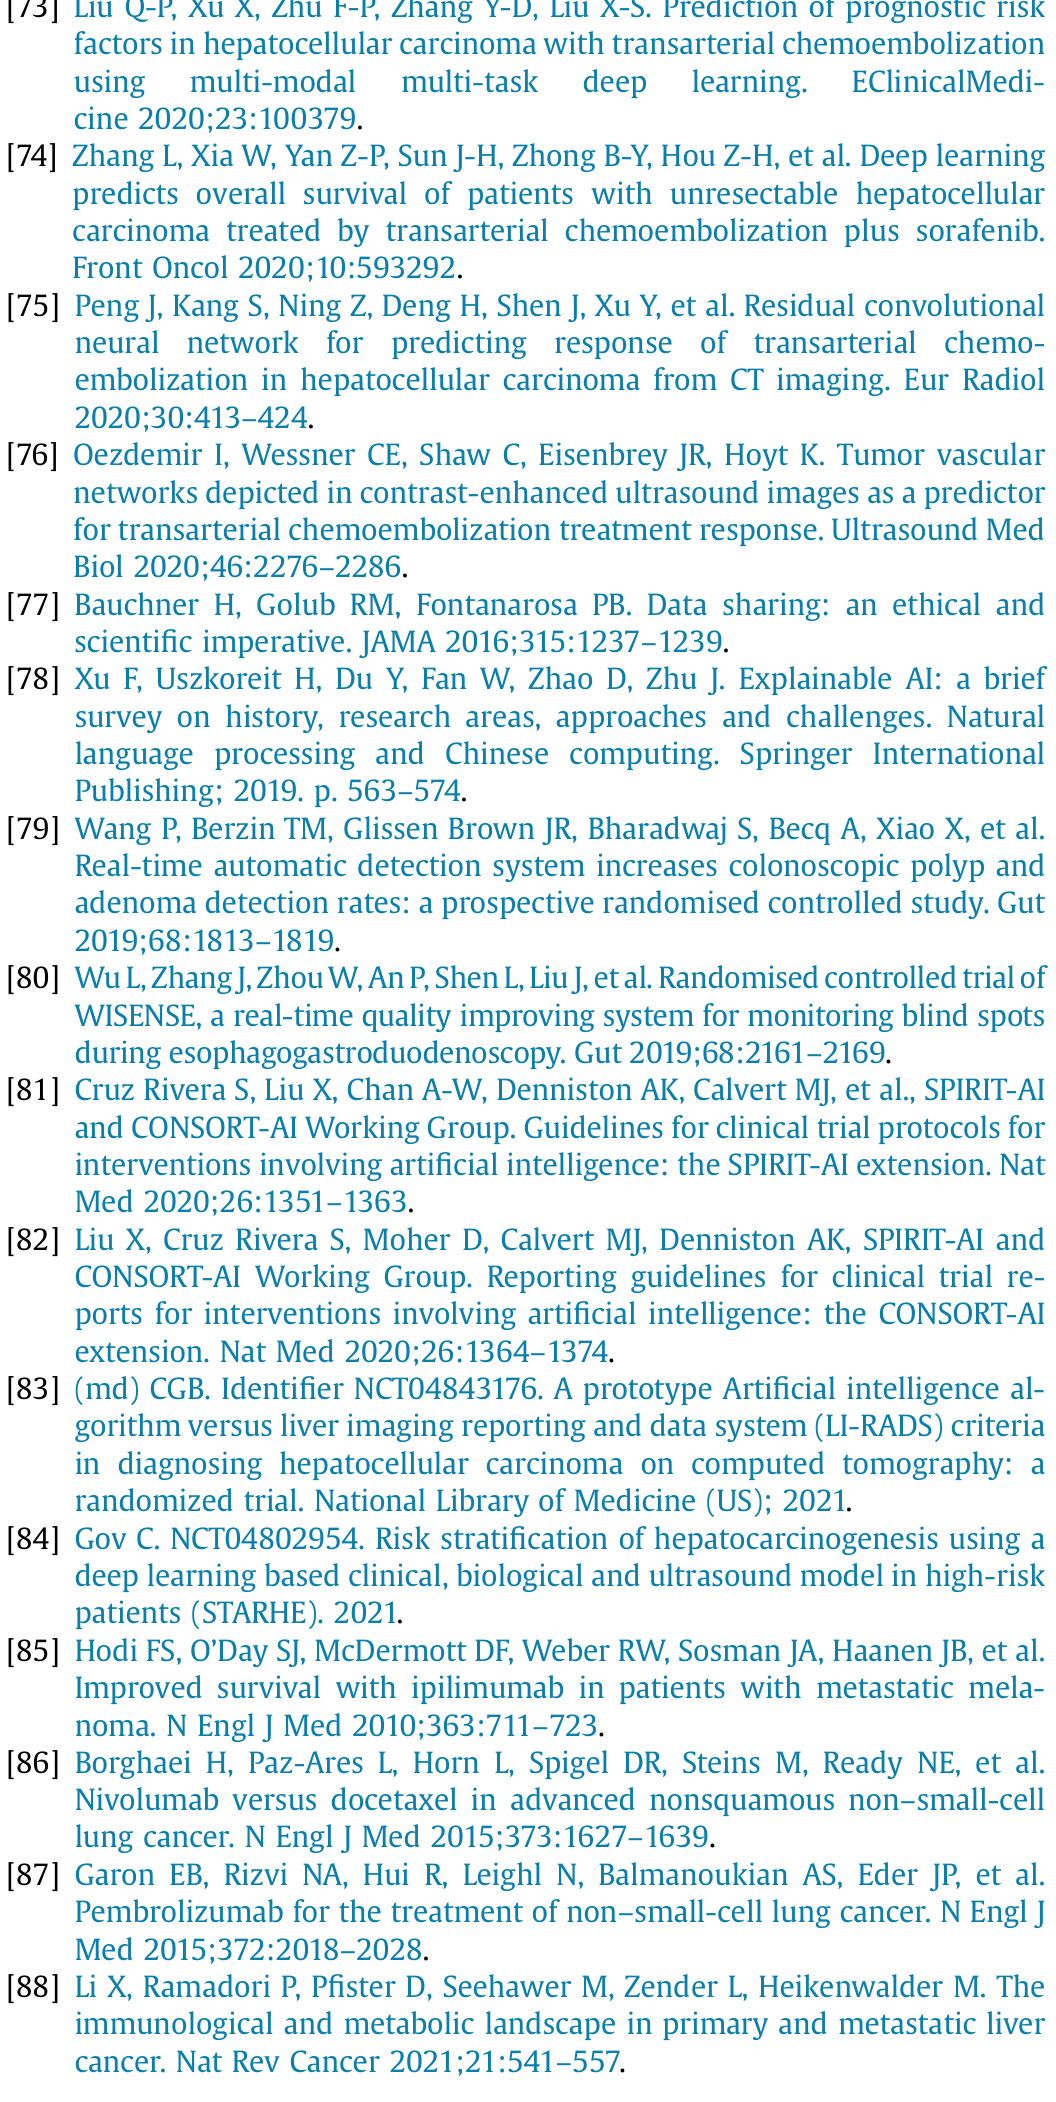 [73] Liu Q-P, Xu X, Zhu F-P, Zhang Y-D, Liu X-S. Prediction of prognostic risk
factors in hepatocellular carcinoma with transarterial chemoembolization
using multi-modal multi-task deep learning. EClinicalMedi-
cine 2020;23:100379.
[74] Zhang L, Xia W, Yan Z-P, Sun J-H, Zhong B-Y, Hou Z-H, et al. Deep learning
predicts overall survival of patients with unresectable hepatocellular
carcinoma treated by transarterial chemoembolization plus sorafenib.
Front Oncol 2020;10:593292.
[75] Peng J, Kang S, Ning Z, Deng H, Shen J, Xu Y, et al. Residual convolutional
neural network for predicting response of transarterial chemo-
embolization in hepatocellular carcinoma from CT imaging. Eur Radiol
2020;30:413–424.
[76] Oezdemir I, Wessner CE, Shaw C, Eisenbrey JR, Hoyt K. Tumor vascular
networks depicted in contrast-enhanced ultrasound images as a predictor
for transarterial chemoembolization treatment response. Ultrasound Med
Biol 2020;46:2276–2286.
[77] Bauchner H, Golub RM, Fontanarosa PB. Data sharing: an ethical and
scientific imperative. JAMA 2016;315:1237–1239.
[78] Xu F, Uszkoreit H, Du Y, Fan W, Zhao D, Zhu J. Explainable AI: a brief
survey on history, research areas, approaches and challenges. Natural
language processing and Chinese computing. Springer International
Publishing; 2019. p. 563–574.
[79] Wang P, Berzin TM, Glissen Brown JR, Bharadwaj S, Becq A, Xiao X, et al.
Real-time automatic detection system increases colonoscopic polyp and
adenoma detection rates: a prospective randomised controlled study. Gut
2019;68:1813–1819.
[80] Wu L, Zhang J, Zhou W, An P, Shen L, Liu J, et al. Randomised controlled trial of
WISENSE, a real-time quality improving system for monitoring blind spots
during esophagogastroduodenoscopy. Gut 2019;68:2161–2169.
[81] Cruz Rivera S, Liu X, Chan A-W, Denniston AK, Calvert MJ, et al., SPIRIT-AI
and CONSORT-AI Working Group. Guidelines for clinical trial protocols for
interventions involving artificial intelligence: the SPIRIT-AI extension. Nat
Med 2020;26:1351–1363.
[82] Liu X, Cruz Rivera S, Moher D, Calvert MJ, Denniston AK, SPIRIT-AI and
CONSORT-AI Working Group. Reporting guidelines for clinical trial re-
ports for interventions involving artificial intelligence: the CONSORT-AI
extension. Nat Med 2020;26:1364–1374.
[83] (md) CGB. Identifier NCT04843176. A prototype Artificial intelligence al-
gorithm versus liver imaging reporting and data system (LI-RADS) criteria
in diagnosing hepatocellular carcinoma on computed tomography: a
randomized trial. National Library of Medicine (US); 2021.
[84] Gov C. NCT04802954. Risk stratification of hepatocarcinogenesis using a
deep learning based clinical, biological and ultrasound model in high-risk
patients (STARHE). 2021.
[85] Hodi FS, O’Day SJ, McDermott DF, Weber RW, Sosman JA, Haanen JB, et al.
Improved survival with ipilimumab in patients with metastatic mela-
noma. N Engl J Med 2010;363:711–723.
[86] Borghaei H, Paz-Ares L, Horn L, Spigel DR, Steins M, Ready NE, et al.
Nivolumab versus docetaxel in advanced nonsquamous non–small-cell
lung cancer. N Engl J Med 2015;373:1627–1639.
[87] Garon EB, Rizvi NA, Hui R, Leighl N, Balmanoukian AS, Eder JP, et al.
Pembrolizumab for the treatment of non–small-cell lung cancer. N Engl J
Med 2015;372:2018–2028.
[88] Li X, Ramadori P, Pfister D, Seehawer M, Zender L, Heikenwalder M. The
immunological and metabolic landscape in primary and metastatic liver
cancer. Nat Rev Cancer 2021;21:541–557.